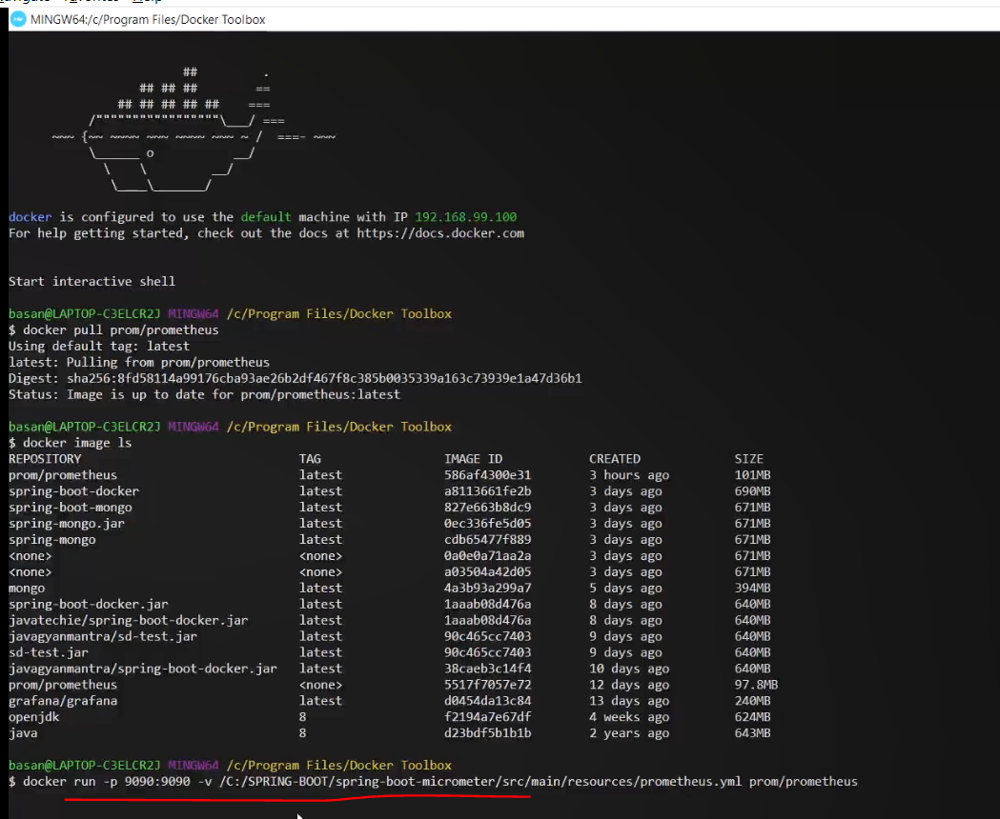 MINGW64:/c/Program Files/Docker Toolbox
## .
## ## ## ==
## ## ## ## ## ===
/"""""""""""""""""\___/ ===
~~~ {~~ ~~~~ ~~~ ~~~~ ~~~ ~ / ===- ~~~
\______ o __/
\ \ __/
\____\_______/
docker is configured to use the default machine with IP 192.168.99.100
For help getting started, check out the docs at https://docs.docker.com
Start interactive shell
basan@LAPTOP-C3ELCR2J MINGW64 /c/Program Files/Docker Toolbox
$ docker pull prom/prometheus
Using default tag: latest
latest: Pulling from prom/prometheus
Digest: sha256:8fd58114a99176cba93ae26b2df467f8c385b0035339a163c73939e1a47d36b1
Status: Image is up to date for prom/prometheus:latest
basan@LAPTOP-C3ELCR2J MINGW64 /c/Program Files/Docker Toolbox
$ docker image ls
REPOSITORY TAG IMAGE ID CREATED SIZE
prom/prometheus latest 586af4300e31 3 hours ago 101MB
spring-boot-docker latest a8113661fe2b 3 days ago 690MB
spring-boot-mongo latest 827e663b8dc9 3 days ago 671MB
spring-mongo.jar latest 0ec336fe5d05 3 days ago 671MB
spring-mongo latest cdb65477f889 3 days ago 671MB
<none> <none> 0a0e0a71aa2a 3 days ago 671MB
<none> <none> a03504a42d05 3 days ago 671MB
mongo latest 4a3b93a299a7 5 days ago 394MB
spring-boot-docker.jar latest 1aaab08d476a 8 days ago 640MB
javatechie/spring-boot-docker.jar latest 1aaab08d476a 8 days ago 640MB
javagyanmantra/sd-test.jar latest 90c465cc7403 9 days ago 640MB
sd-test.jar latest 90c465cc7403 9 days ago 640MB
javagyanmantra/spring-boot-docker.jar latest 38caeb3c14f4 10 days ago 640MB
prom/prometheus <none> 5517f7057e72 12 days ago 97.8MB
grafana/grafana latest d0454da13c84 13 days ago 240MB
openjdk 8 f2194a7e67df 4 weeks ago 624MB
java 8 d23bdf5b1b1b 2 years ago 643MB
basan@LAPTOP-C3ELCR2J MINGW64 /c/Program Files/Docker Toolbox
$ docker run -p 9090:9090 -v /C:/SPRING-BOOT/spring-boot-micrometer/src/main/resources/prometheus.yml prom/prometheus